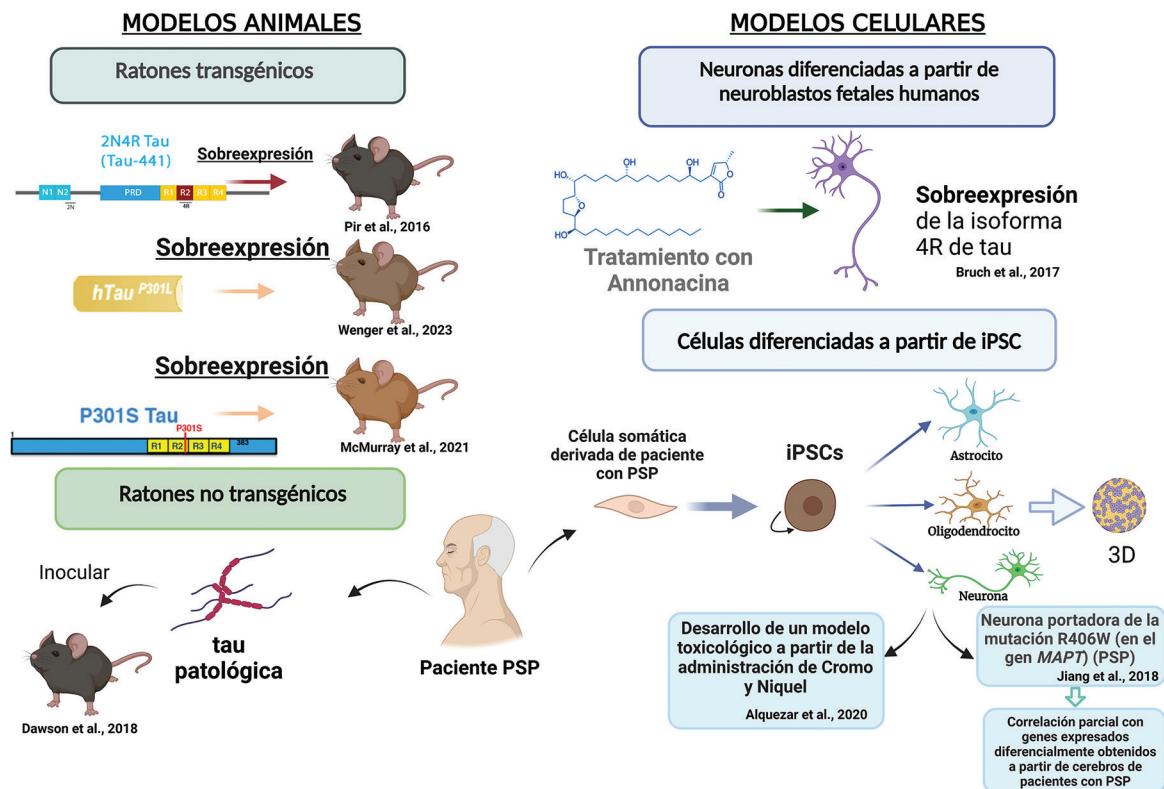 MODELOS ANIMALES
Ratones transgénicos
2N4R Tau
(Tau-441)
Sobreexpresión
N1 N2 PRD R1 R2 R3 R4
2N 4R
Pir et al., 2016
Sobreexpresión
hTau P301L
Wenger et al., 2023
Sobreexpresión
P301S Tau
P301S
1 R1 R2 R3 R4 383
McMurray et al., 2021
Ratones no transgénicos
Inocular
tau
patológica
Dawson et al., 2018
Paciente PSP
MODELOS CELULARES
Neuronas diferenciadas a partir de
neuroblastos fetales humanos
OH OH
HO O
O O
HO
Tratamiento con
Annonacina
Sobreexpresión
de la isoforma
4R de tau
Bruch et al., 2017
Células diferenciadas a partir de iPSC
Célula somática
derivada de paciente
con PSP
iPSCs
Astrocito
Oligodendrocito
3D
Neurona
Desarrollo de un modelo
toxicológico a partir de la
administración de Cromo
y Niquel
Alquezar et al., 2020
Neurona portadora de la
mutación R406W (en el
gen MAPT) (PSP)
Jiang et al., 2018
Correlación parcial con
genes expresados
diferencialmente obtenidos
a partir de cerebros de
pacientes con PSP